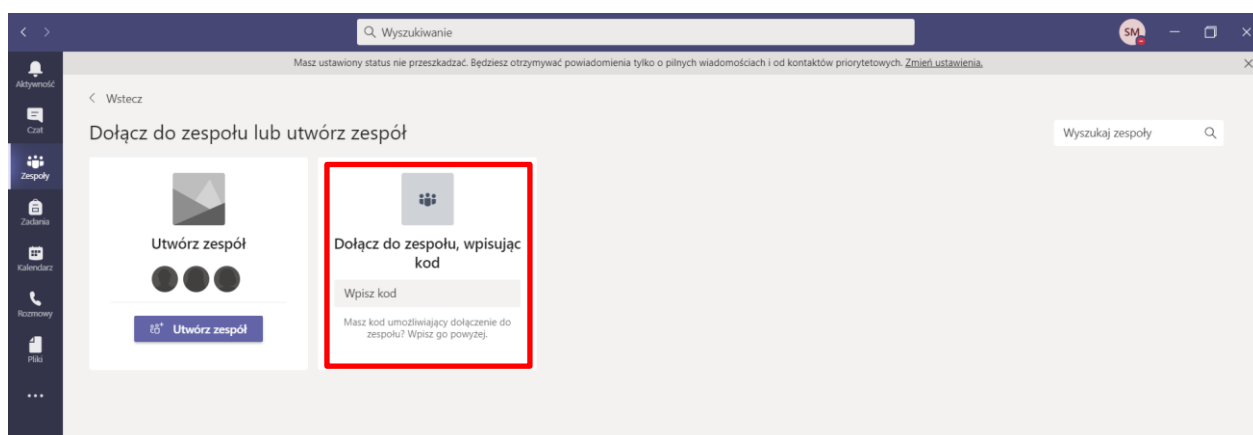 Wyszukiwanie
SM
Masz ustawiony status nie przeszkadzać. Będziesz otrzymywać powiadomienia tylko o pilnych wiadomościach i od kontaktów priorytetowych. Zmień ustawienia.
Aktywność
Czat
Zespoły
Zadania
Kalendarz
Rozmowy
Pliki
Wstecz
Dołącz do zespołu lub utwórz zespół
Wyszukaj zespoły
Utwórz zespół
Utwórz zespół
Dołącz do zespołu, wpisując
kod
Wpisz kod
Masz kod umożliwiający dołączenie do
zespołu? Wpisz go powyżej.